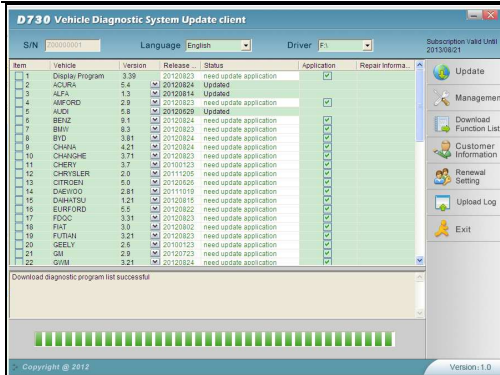 D730 Vehicle Diagnostic System Update client
S/N Z00000001 Language English Driver F:\
Subscription Valid Until
2013/08/21
Item Vehicle Version Release ... Status Application Repair Informa...
1 Display Program 3.39 20120823 need update application
2 ACURA 5.4 20120824 Updated
3 ALFA 1.3 20120814 Updated
4 AMFORD 2.9 20120823 need update application
5 AUDI 5.8 20120629 Updated
6 BENZ 9.1 20120824 need update application
7 BMW 8.3 20120823 need update application
8 BYD 3.81 20120824 need update application
9 CHANA 4.21 20120824 need update application
10 CHANGHE 3.71 20120823 need update application
11 CHERY 3.7 20100123 need update application
12 CHRYSLER 2.0 20111205 need update application
13 CITROEN 5.0 20120626 need update application
14 DAEWOO 2.81 20111019 need update application
15 DAIHATSU 1.21 20120815 need update application
16 EURFORD 5.5 20120822 need update application
17 FDQC 3.31 20120823 need update application
18 FIAT 3.0 20120802 need update application
19 FUTIAN 3.21 20120823 need update application
20 GEELY 2.6 20100123 need update application
21 GM 2.9 20120723 need update application
22 GWM 3.21 20120824 need update application
Update
Managemen
Download
Function List
Customer
Information
Renewal
Setting
Upload Log
Exit
Download diagnostic program list successful
Copyright @ 2012
Version: 1.0